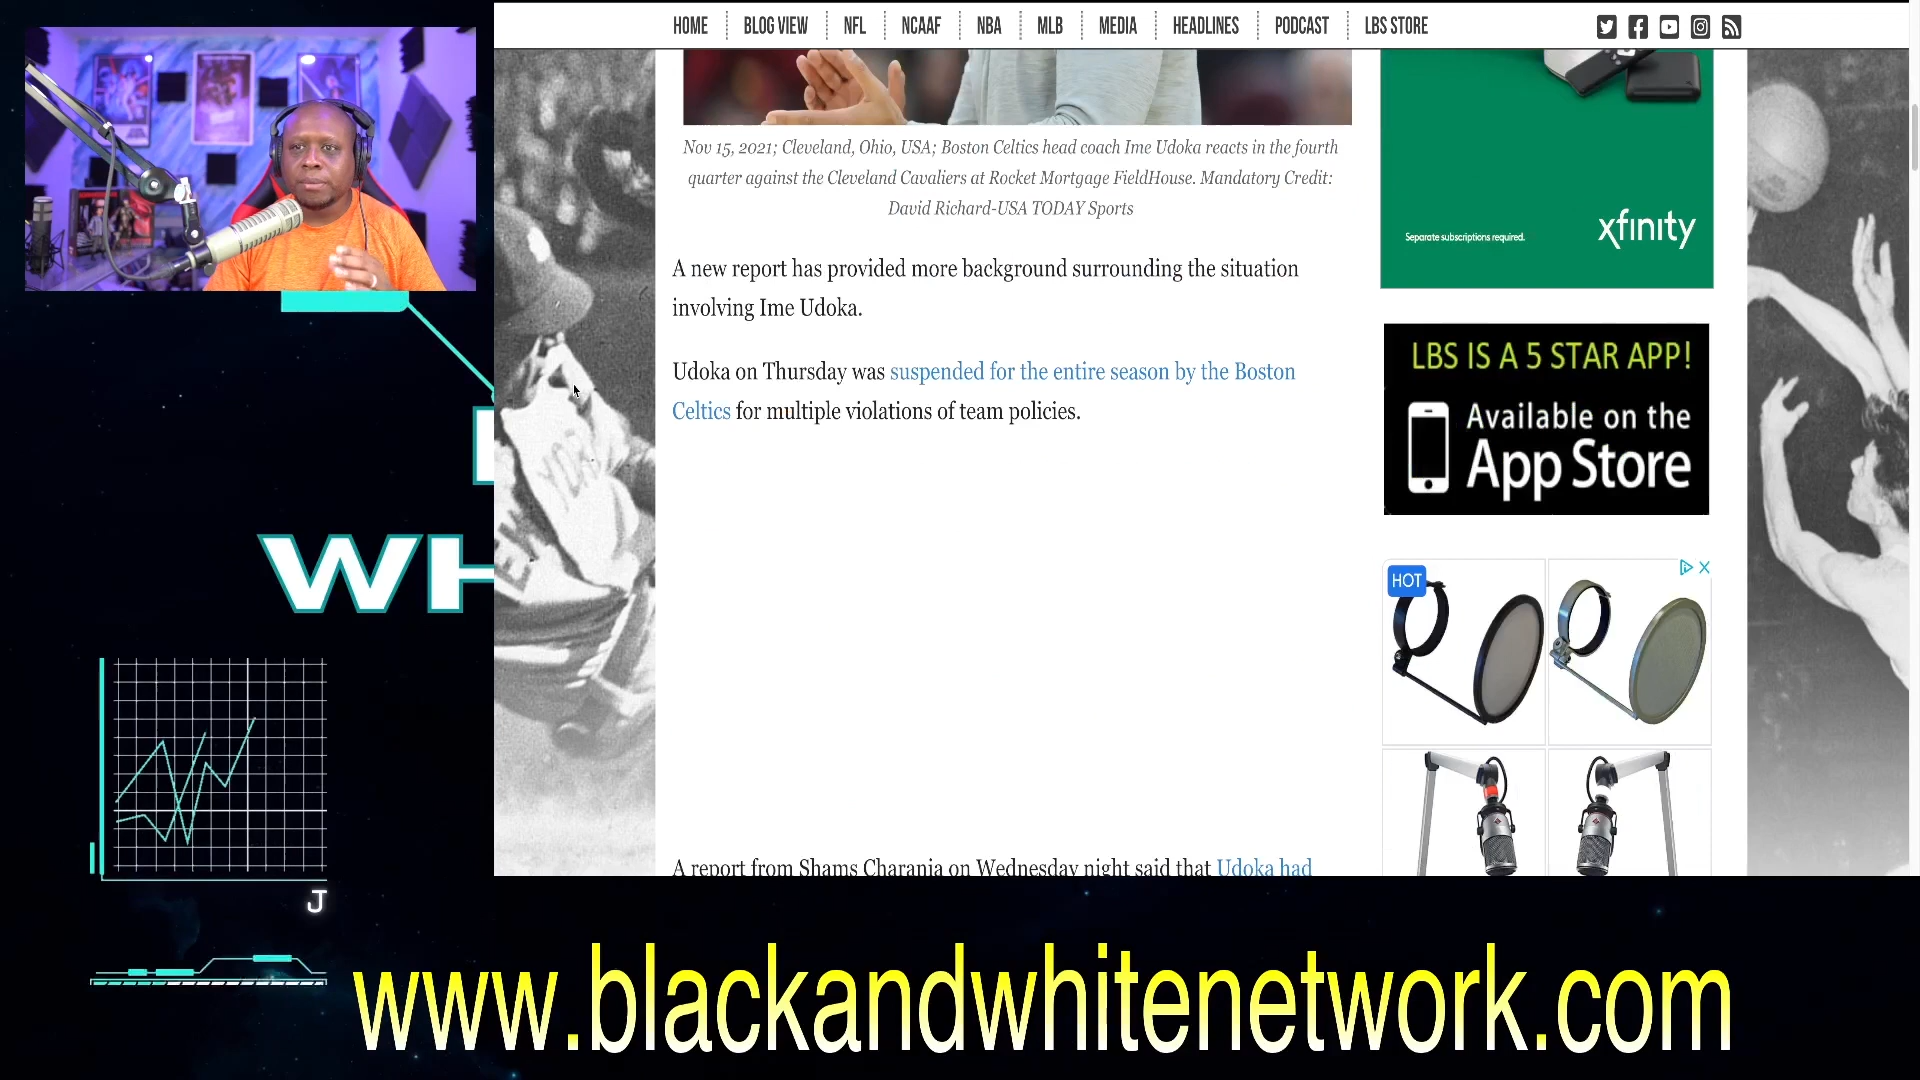 HOME
BLOG VIEW
NFL
NCAAF
NBA
MLB
MEDIA
HEADLINES
PODCAST
LBS STORE
Nov 15, 2021; Cleveland, Ohio, USA; Boston Celtics head coach Ime Udoka reacts in the fourth
quarter against the Cleveland Cavaliers at Rocket Mortgage FieldHouse. Mandatory Credit:
David Richard-USA TODAY Sports
A new report has provided more background surrounding the situation
involving Ime Udoka.
Udoka on Thursday was suspended for the entire season by the Boston
Celtics for multiple violations of team policies.
A report from Shams Charania on Wednesday night said that Udoka had
Separate subscriptions required.
xfinity
LBS IS A 5 STAR APP!
Available on the
App Store
HOT
WH
J
www.blackandwhitenetwork.com